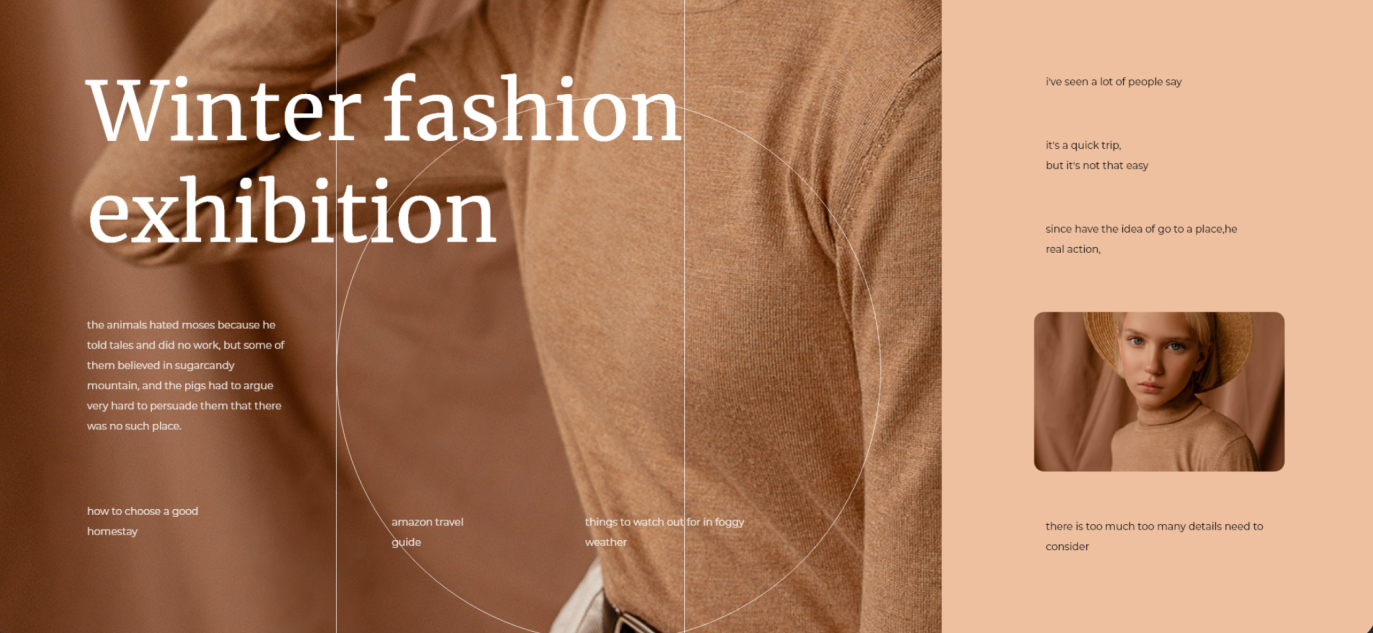 Winter fashion
exhibition
the animals hated moses because he
told tales and did no work, but some of
them believed in sugarcandy
mountain, and the pigs had to argue
very hard to persuade them that there
was no such place.
how to choose a good
homestay
amazon travel
guide
things to watch out for in foggy
weather
i've seen a lot of people say
it's a quick trip,
but it's not that easy
since have the idea of go to a place,he
real action,
there is too much too many details need to
consider